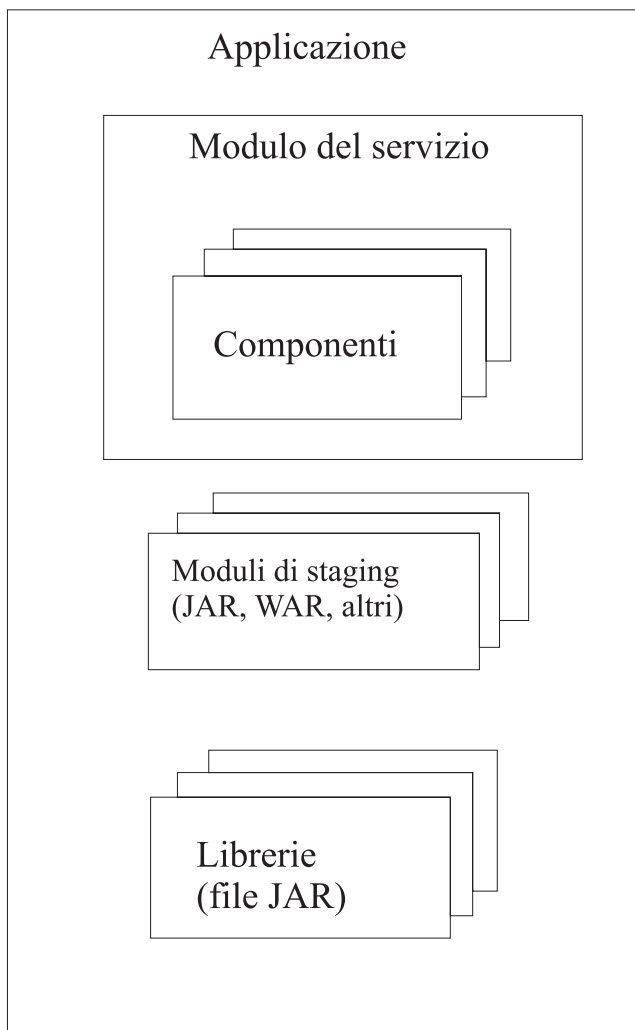 Applicazione
Modulo del servizio
Componenti
Moduli di staging
(JAR, WAR, altri)
Librerie
(file JAR)